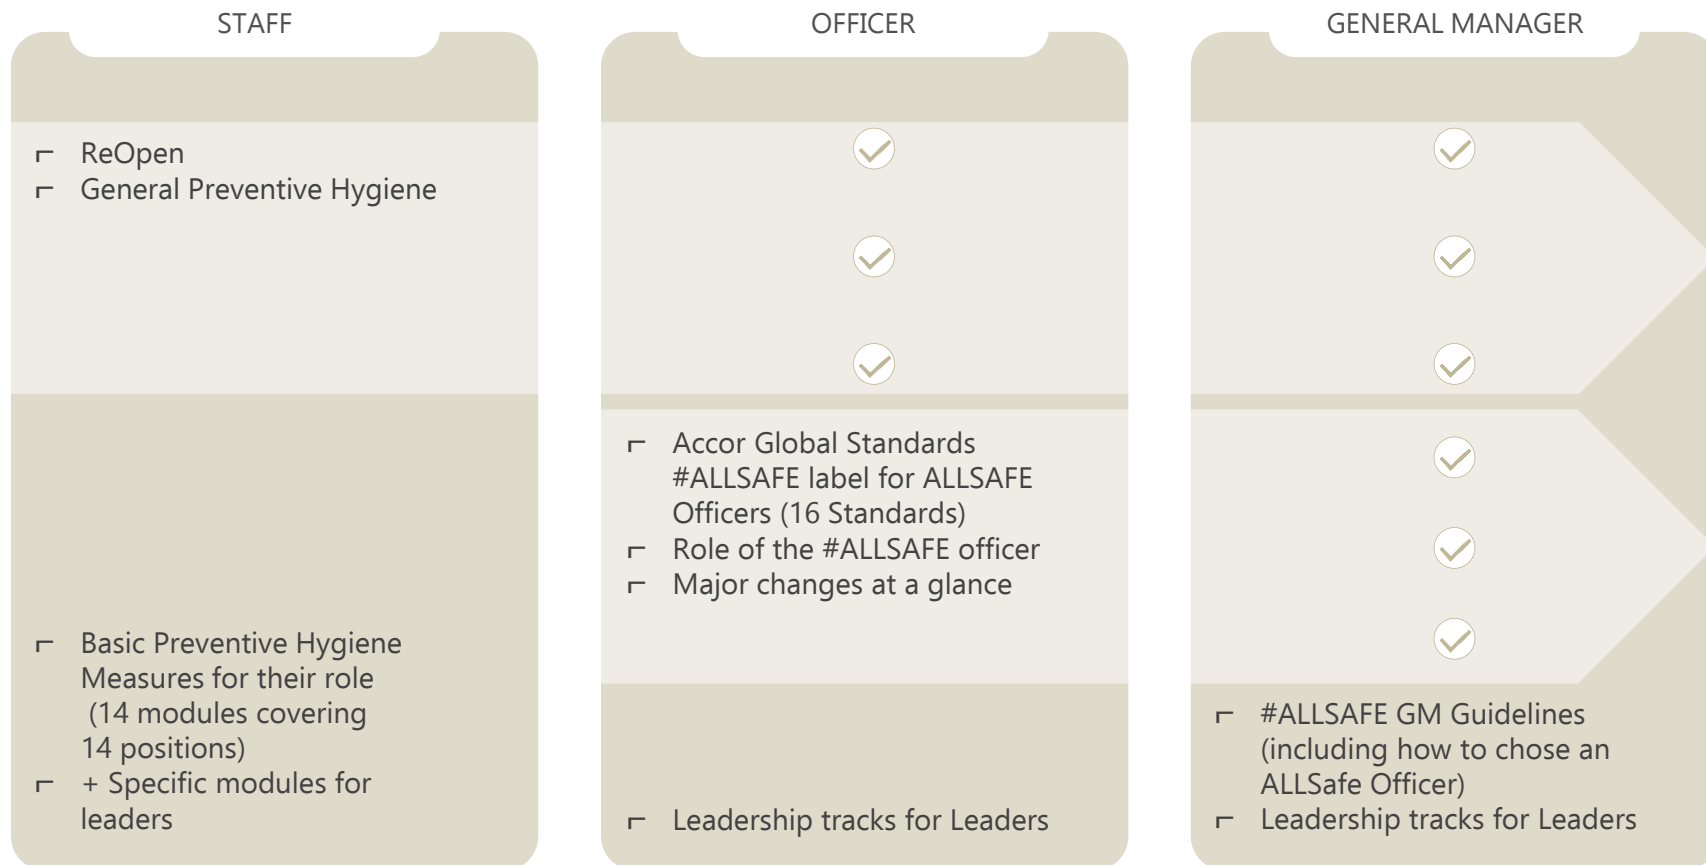 STAFF
OFFICER
GENERAL MANAGER
ReOpen
General Preventive Hygiene
Basic Preventive Hygiene
Measures for their role
(14 modules covering
14 positions)
+ Specific modules for
leaders
Accor Global Standards
#ALLSAFE label for ALLSAFE
Officers (16 Standards)
Role of the #ALLSAFE officer
Major changes at a glance
Leadership tracks for Leaders
#ALLSAFE GM Guidelines
(including how to chose an
ALLSafe Officer)
Leadership tracks for Leaders